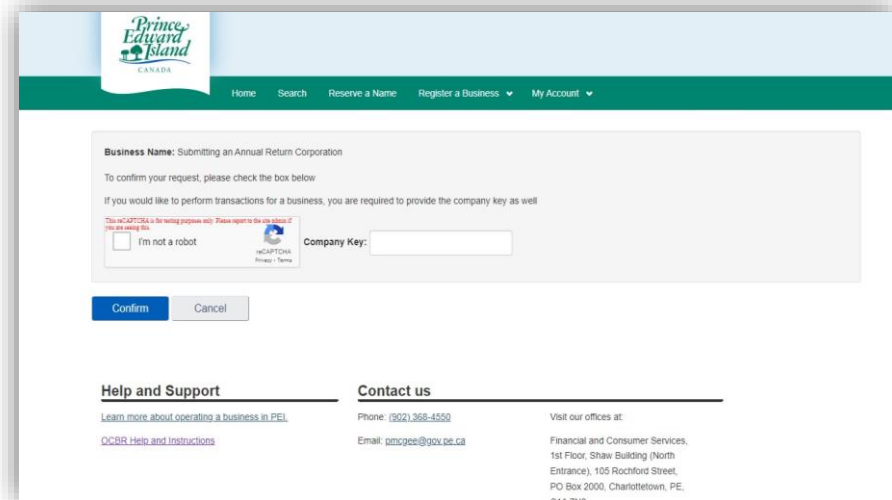 Prince
Edward
Island
CANADA
Home Search Reserve a Name Register a Business My Account
Business Name: Submitting an Annual Return Corporation
To confirm your request, please check the box below
If you would like to perform transactions for a business, you are required to provide the company key as well
This reCAPTCHA is for testing purposes only. Please report to the site admin if
you are seeing this.
I'm not a robot
reCAPTCHA
Privacy - Terms
Company Key:
Confirm Cancel
Help and Support
Learn more about operating a business in PEI.
OCBR Help and Instructions
Contact us
Phone: (902) 368-4550
Email: pmcgee@gov.pe.ca
Visit our offices at:
Financial and Consumer Services,
1st Floor, Shaw Building (North
Entrance), 105 Rochford Street,
PO Box 2000, Charlottetown, PE,